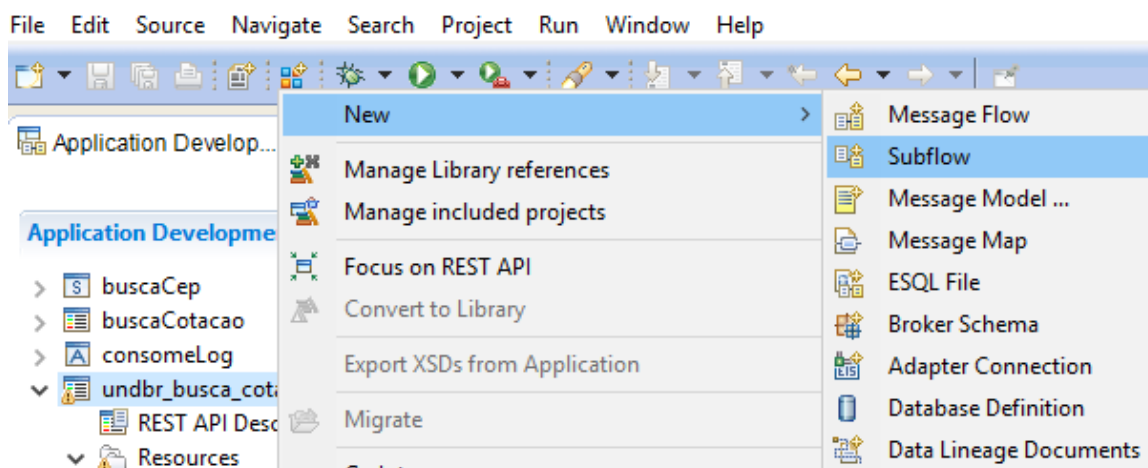 File Edit Source Navigate Search Project Run Window Help
Application Develop...
Application Developme
buscaCep
buscaCotacao
consomeLog
undbr_busca_cota
REST API Desc
Resources
New
Manage Library references
Manage included projects
Focus on REST API
Convert to Library
Export XSDs from Application
Migrate
Message Flow
Subflow
Message Model ...
Message Map
ESQL File
Broker Schema
Adapter Connection
Database Definition
Data Lineage Documents